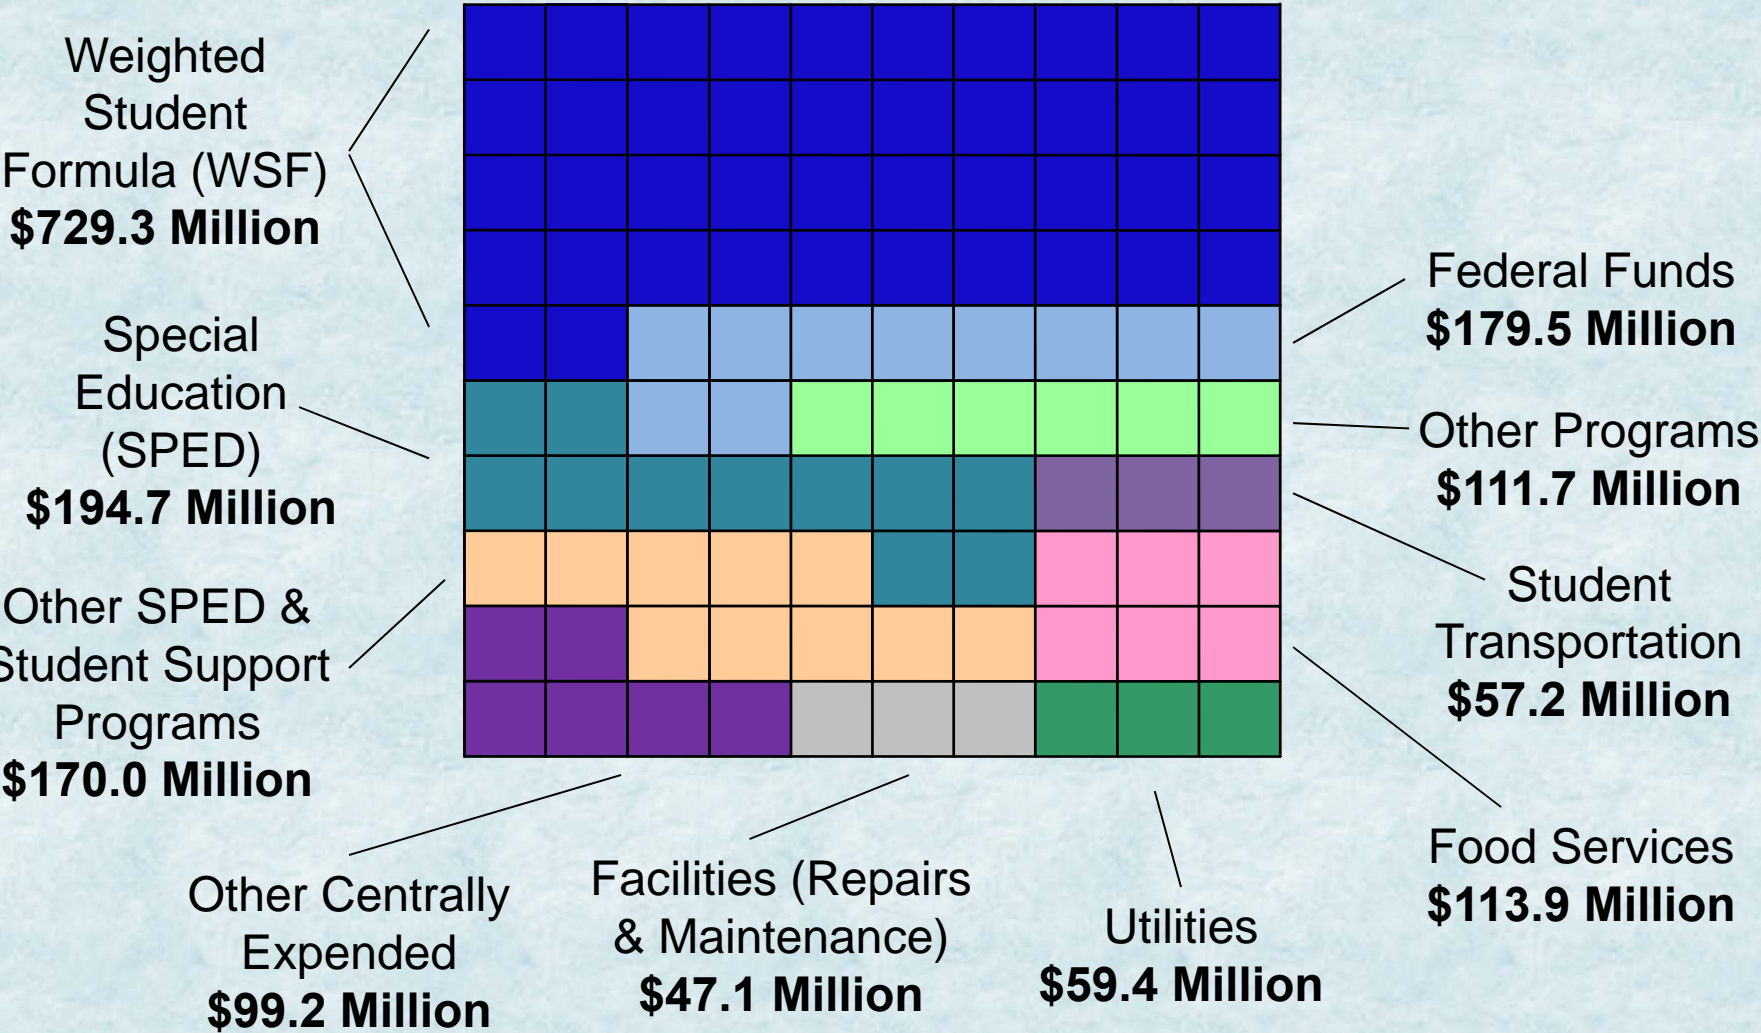 Weighted
Student
Formula (WSF)
$729.3 Million
Special
Education
(SPED)
$194.7 Million
Other SPED &
Student Support
Programs
$170.0 Million
Other Centrally
Expended
$99.2 Million
Facilities (Repairs
& Maintenance)
$47.1 Million
Utilities
$59.4 Million
Federal Funds
$179.5 Million
Other Programs
$111.7 Million
Student
Transportation
$57.2 Million
Food Services
$113.9 Million